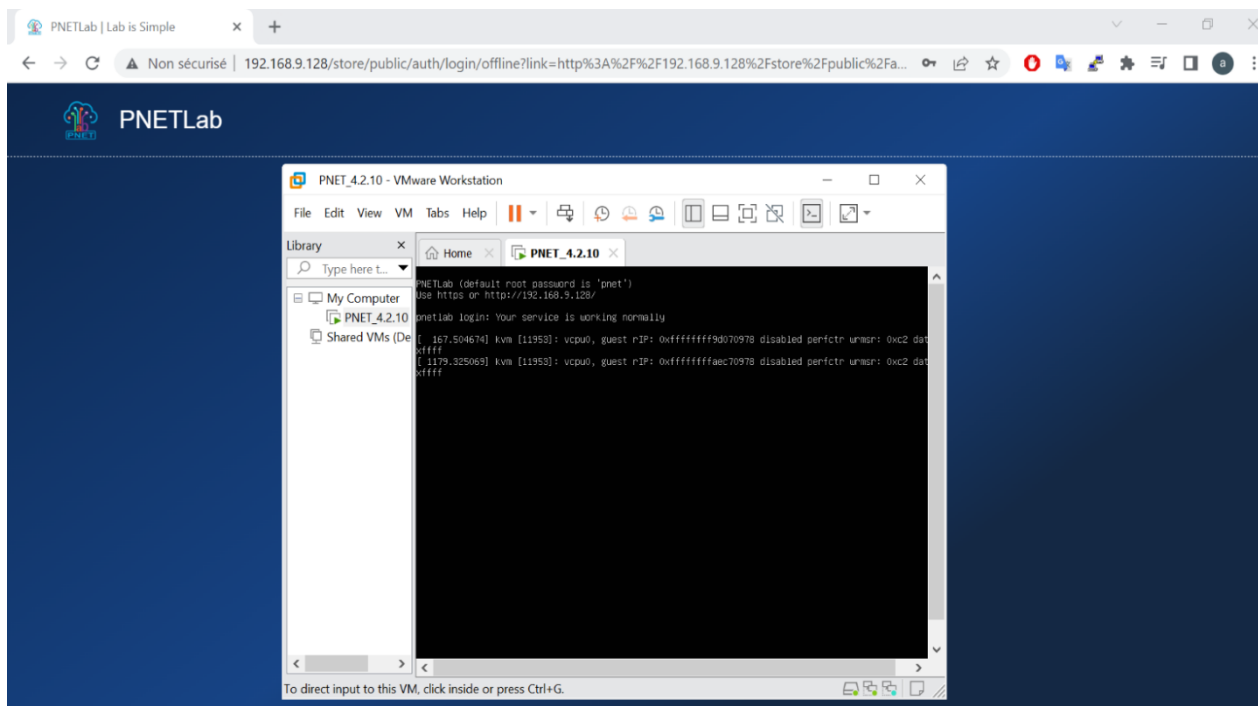 PNETLab | Lab is Simple
Non sécurisé | 192.168.9.128/store/public/auth/login/offline?link=http%3A%2F%2F192.168.9.128%2Fstore%2Fpublic%2Fa...
a
PNET
PNETLab
PNET_4.2.10 - VMware Workstation
File Edit View VM Tabs Help
Library
Home
PNET_4.2.10
Type here t...
My Computer
PNET_4.2.10
Shared VMs (De
PNETLab (default root password is 'pnet')
Use https or http://192.168.9.128/
pnetlab login: Your service is working normally
[ 167.504674] kvm [11953]: vcpu0, guest rIP: 0xffffffff9d070978 disabled perfctr wrmsr: 0xc2 dat
xffff
[ 1179.325069] kvm [11953]: vcpu0, guest rIP: 0xffffffffaec70978 disabled perfctr wrmsr: 0xc2 dat
xffff
To direct input to this VM, click inside or press Ctrl+G.